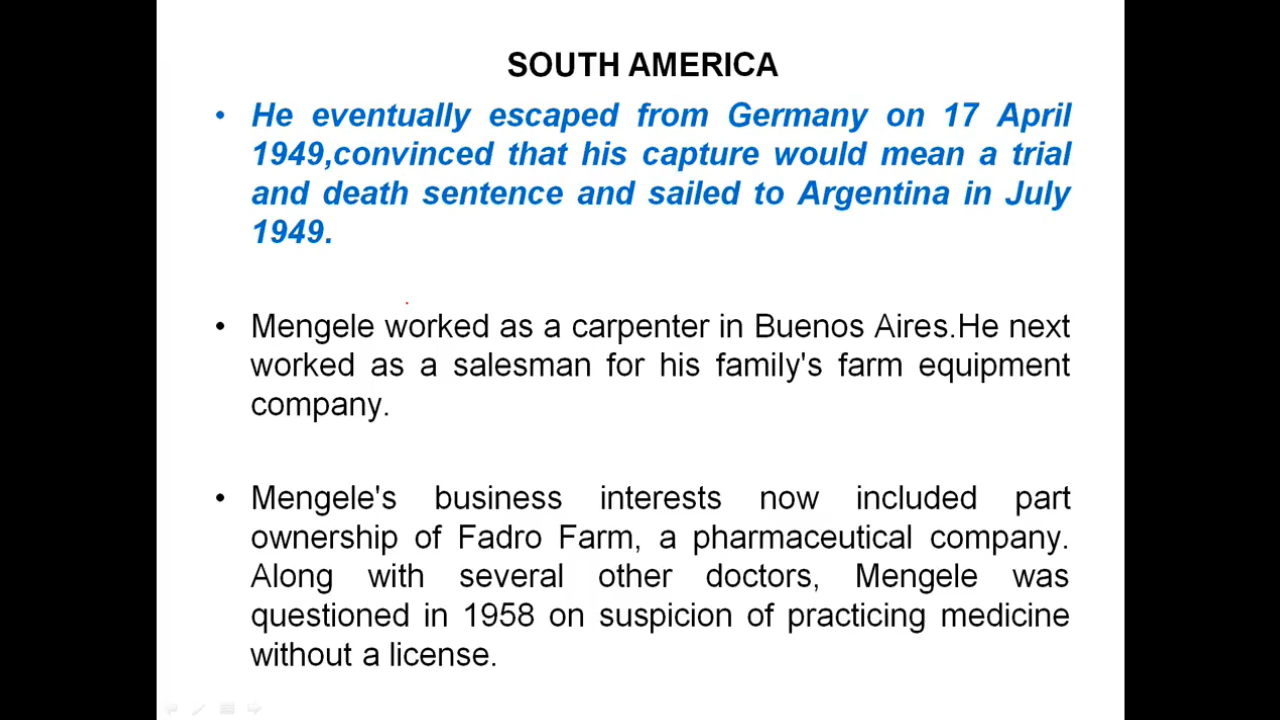 SOUTH AMERICA
• He eventually escaped from Germany on 17 April
1949,convinced that his capture would mean a trial
and death sentence and sailed to Argentina in July
1949.
• Mengele worked as a carpenter in Buenos Aires.He next
worked as a salesman for his family's farm equipment
company.
• Mengele's business interests now included part
ownership of Fadro Farm, a pharmaceutical company.
Along with several other doctors, Mengele was
questioned in 1958 on suspicion of practicing medicine
without a license.